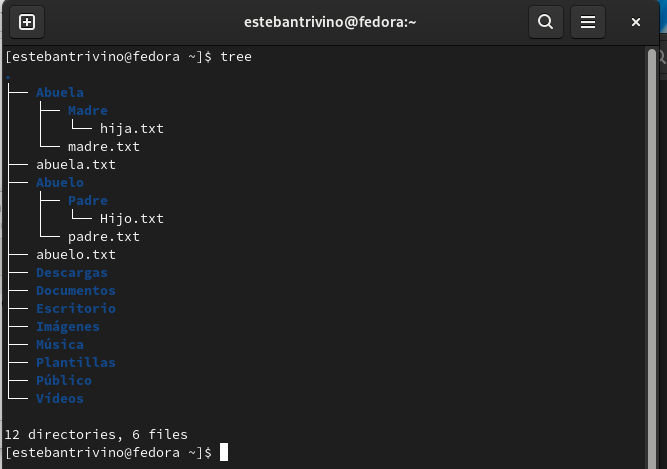 estebantrivino@fedora:~
[estebantrivino@fedora ~]$ tree
.
├── Abuela
│   ├── Madre
│   │   └── hija.txt
│   └── madre.txt
├── abuela.txt
├── Abuelo
│   ├── Padre
│   │   └── Hijo.txt
│   └── padre.txt
├── abuelo.txt
├── Descargas
├── Documentos
├── Escritorio
├── Imágenes
├── Música
├── Plantillas
├── Público
└── Vídeos
12 directories, 6 files
[estebantrivino@fedora ~]$